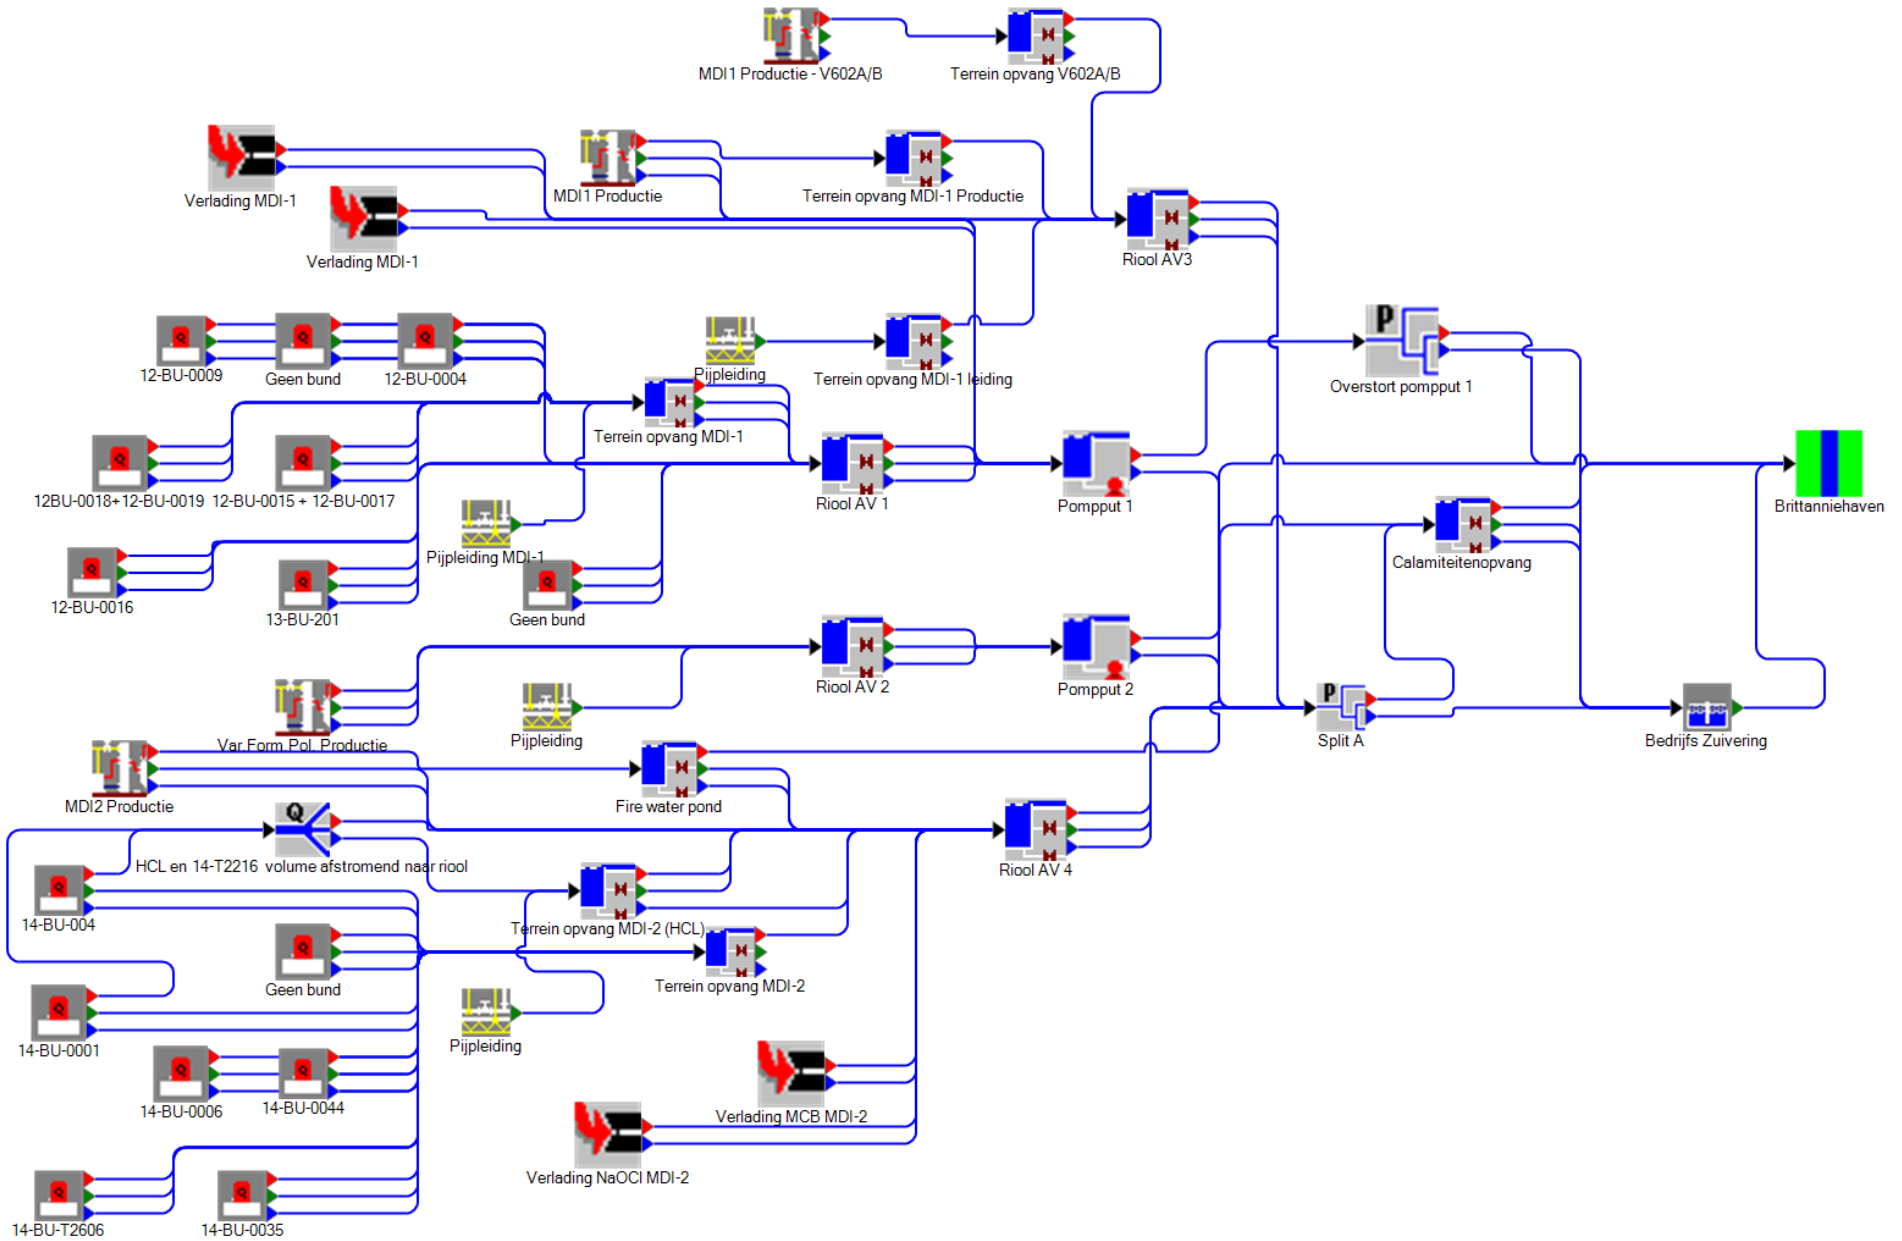 MDI1 Productie - V602A/B
Terrein opvang V602A/B
Verlading MDI-1
MDI1 Productie
Terrein opvang MDI-1 Productie
Verlading MDI-1
Riool AV3
12-BU-0009
Geen bund
12-BU-0004
Pijpleiding
Terrein opvang MDI-1 leiding
P
Overstort pompput 1
Terrein opvang MDI-1
12BU-0018+12-BU-0019
12-BU-0015 + 12-BU-0017
Riool AV 1
Pompput 1
Brittanniehaven
Pijpleiding MDI-1
Calamiteitenopvang
12-BU-0016
13-BU-201
Geen bund
Riool AV 2
Pompput 2
P
Var.Form.Pol. Productie
Pijpleiding
Split A
Bedrijfs Zuivering
MDI2 Productie
Fire water pond
Q
HCL en 14-T2216 volume afstromend naar riool
Riool AV 4
14-BU-004
Terrein opvang MDI-2 (HCL)
Geen bund
Terrein opvang MDI-2
14-BU-0001
Pijpleiding
14-BU-0006
14-BU-0044
Verlading MCB MDI-2
Verlading NaOCl MDI-2
14-BU-T2606
14-BU-0035